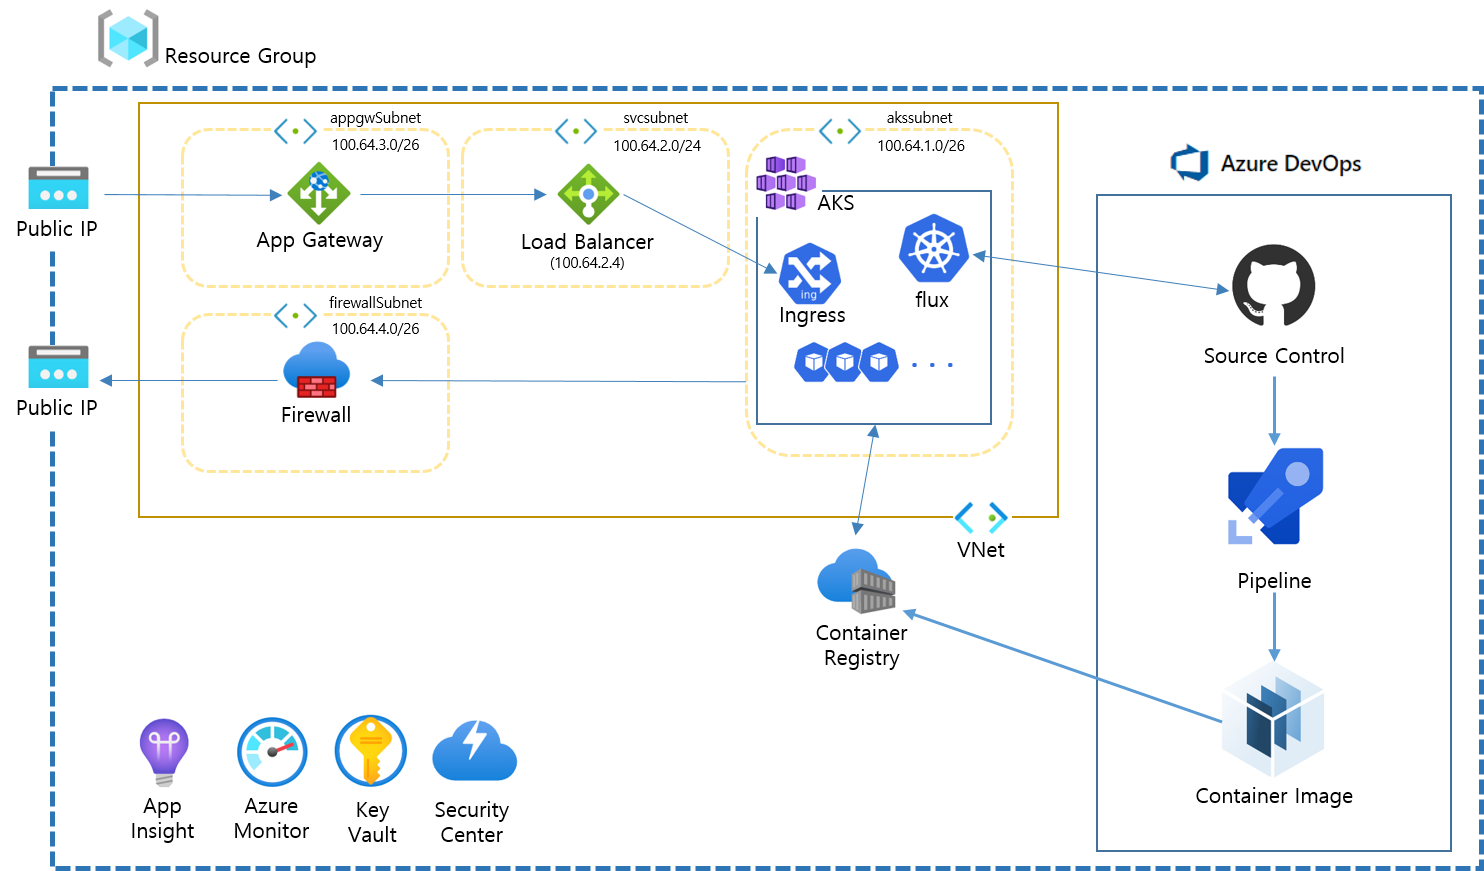 Resource Group
appgwSubnet
100.64.3.0/26
svcsubnet
100.64.2.0/24
akssubnet
100.64.1.0/26
Azure DevOps
Public IP
App Gateway
Load Balancer
(100.64.2.4)
AKS
ing
Ingress
flux
Source Control
firewallSubnet
100.64.4.0/26
Public IP
Firewall
. . .
VNet
Pipeline
Container
Registry
Container Image
App
Insight
Azure
Monitor
Key
Vault
Security
Center